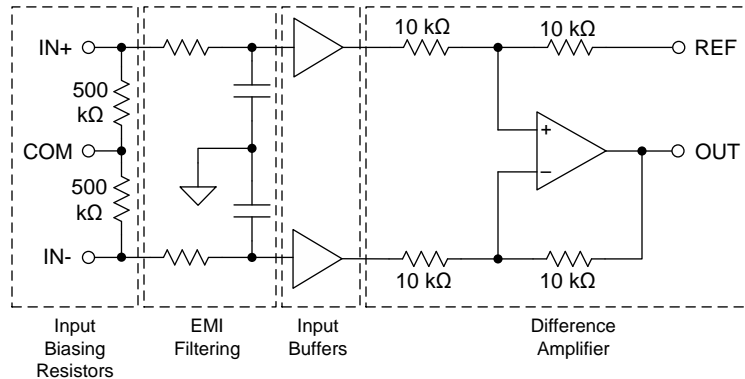 10 kΩ
10 kΩ
IN+
REF
500
kΩ
COM
+
OUT
500
kΩ
−
IN-
10 kΩ
10 kΩ
Input
Biasing
Resistors
EMI
Filtering
Input
Buffers
Difference
Amplifier